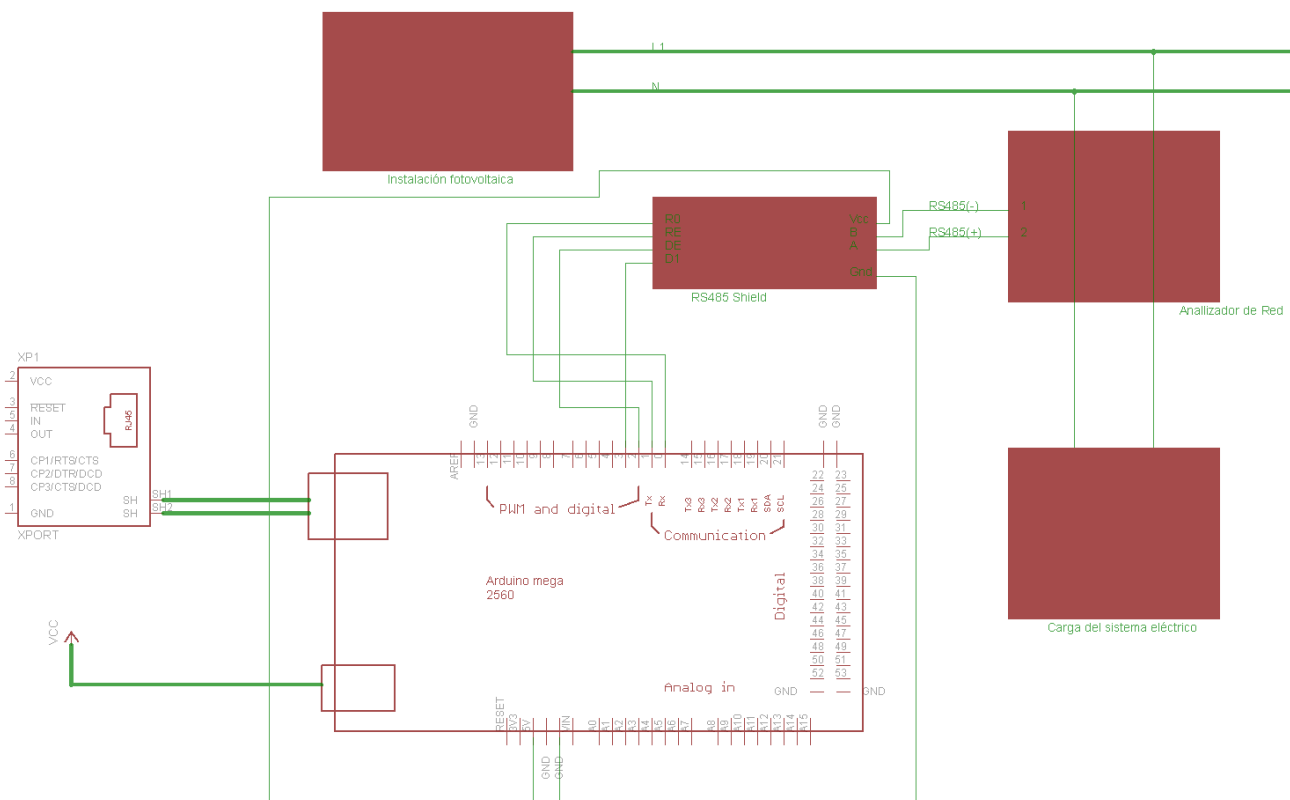 L1
N
Instalación fotovoltaica
R0
RE
DE
D1
Vcc
B
A
Gnd
RS485 Shield
RS485(-)
RS485(+)
1
2
Anallizador de Red
XP1
2
VCC
3
RESET
5
IN
4
OUT
6
CP1/RTS/CTS
7
CP2/DTR/DCD
8
CP3/CTS/DCD
1
GND
RJ45
SH
SH
SH1
SH2
XPORT
VCC
AREF
GND
13
12
11
10
9
8
7
6
5
4
3
2
1
0
14
15
16
17
18
19
20
21
GND
GND
PWM and digital
Tx
Rx
Tx3
Rx3
Tx2
Rx2
Tx1
Rx1
SDA
SCL
Communication
Arduino mega
2560
Digital
22 23
24 25
26 27
28 29
30 31
32 33
34 35
36 37
38 39
40 41
42 43
44 45
46 47
48 49
50 51
52 53
GND GND
Analog in
RESET
3V3
5V
GND
GND
VIN
A0
A1
A2
A3
A4
A5
A6
A7
A8
A9
A10
A11
A12
A13
A14
A15
Carga del sistema eléctrico